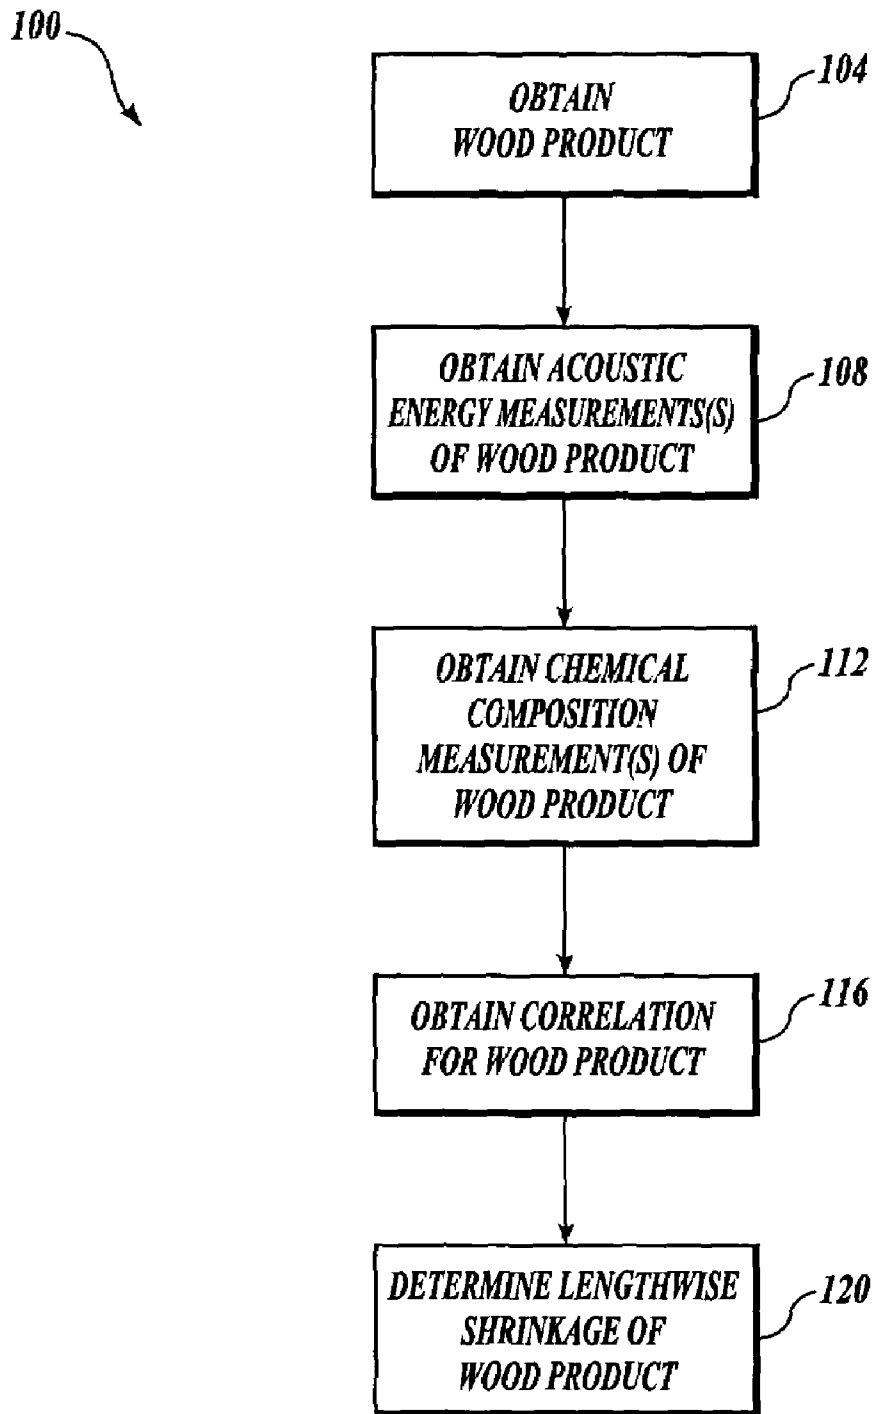 100
104
OBTAIN
WOOD PRODUCT
108
OBTAIN ACOUSTIC
ENERGY MEASUREMENTS(S)
OF WOOD PRODUCT
112
OBTAIN CHEMICAL
COMPOSITION
MEASUREMENT(S) OF
WOOD PRODUCT
116
OBTAIN CORRELATION
FOR WOOD PRODUCT
120
DETERMINE LENGTHWISE
SHRINKAGE OF
WOOD PRODUCT